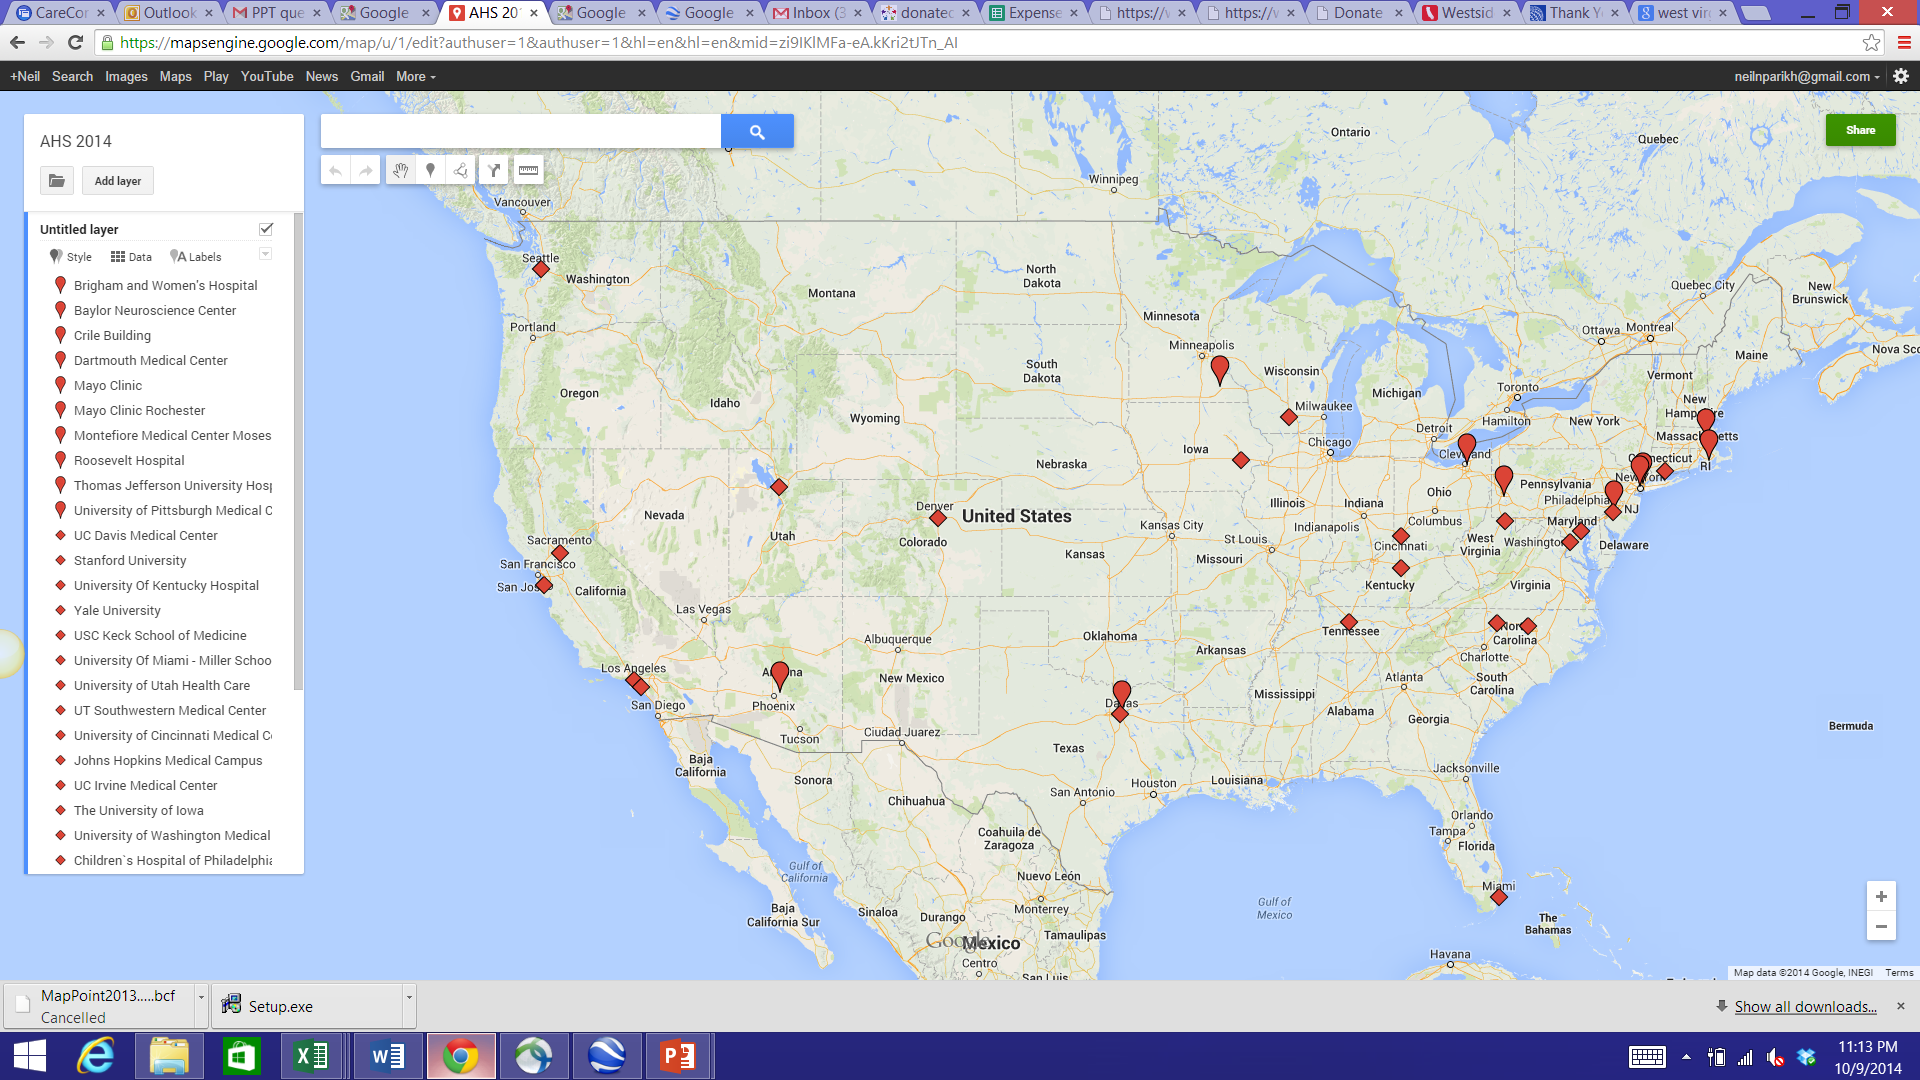 CareCor
Outlook
PPT que
Google
AHS 20
Google
Google
Inbox (3
donatec
Expense
https://v
https://v
Donate
Westsid
Thank Y
west vir
https://mapsengine.google.com/map/u/1/edit?authuser=1&authuser=1&hl=en&hl=en&mid=zi9IKlMFa-eA.kKri2tJTn_AI
+Neil Search Images Maps Play YouTube News Gmail More
neilnparikh@gmail.com
AHS 2014
Add layer
Share
Untitled layer
Style Data Labels
Brigham and Women's Hospital
Baylor Neuroscience Center
Crile Building
Dartmouth Medical Center
Mayo Clinic
Mayo Clinic Rochester
Montefiore Medical Center Moses
Roosevelt Hospital
Thomas Jefferson University Hosp
University of Pittsburgh Medical C
UC Davis Medical Center
Stanford University
University Of Kentucky Hospital
Yale University
USC Keck School of Medicine
University Of Miami - Miller Schoo
University of Utah Health Care
UT Southwestern Medical Center
University of Cincinnati Medical C
Johns Hopkins Medical Campus
UC Irvine Medical Center
The University of Iowa
University of Washington Medical
Children`s Hospital of Philadelphia
Ontario
Quebec
Winnipeg
Vancouver
Seattle
Washington
North
Dakota
Montana
Quebec City
New
Brunswick
Minnesota
Portland
Ottawa
Montreal
Minneapolis
Maine
Nova Sco
South
Dakota
Wisconsin
Vermont
Toronto
Oregon
Idaho
Michigan
New
Hampshire
Milwaukee
Wyoming
Hamilton
New York
Detroit
Massachusetts
Chicago
Iowa
Cleveland
Connecticut
Nebraska
RI
New York
Pennsylvania
Ohio
Philadelphia
Illinois
Indiana
NJ
Denver
United States
Nevada
Columbus
Maryland
Kansas City
Indianapolis
Utah
Colorado
St Louis
West
Virginia
Washington
Delaware
Sacramento
Cincinnati
Kansas
Missouri
San Francisco
San Jose
California
Kentucky
Virginia
Las Vegas
Tennessee
North
Carolina
Albuquerque
Oklahoma
Arkansas
Charlotte
Los Angeles
Arizona
New Mexico
Atlanta
South
Carolina
San Diego
Phoenix
Dallas
Mississippi
Alabama
Georgia
Bermuda
Tucson
Ciudad Juarez
Texas
Baja
California
Sonora
Jacksonville
Houston
Louisiana
San Antonio
Chihuahua
Orlando
Coahuila de
Zaragoza
Tampa
Florida
Gulf of
California
Nuevo León
Miami
Gulf of
Mexico
Baja
California Sur
Sinaloa
Durango
Monterrey
The
Bahamas
Google
Mexico
Tamaulipas
Centro
Havana
San Luis
Map data ©2014 Google, INEGI Terms
MapPoint2013.....bcf
Cancelled
Setup.exe
Show all downloads...
11:13 PM
10/9/2014